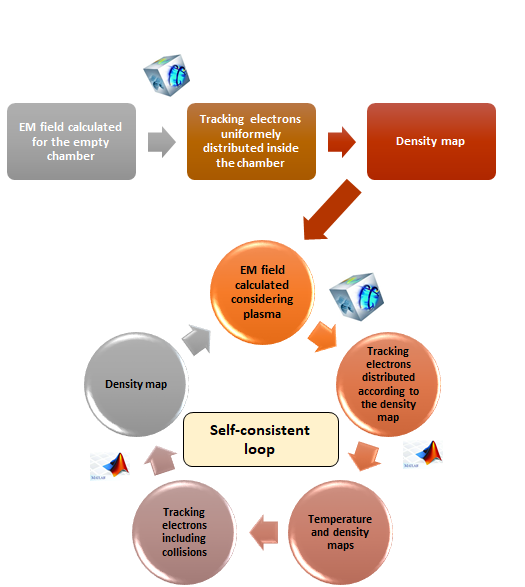 EM field calculated
for the empty
chamber
Tracking electrons
uniformely
distributed inside
the chamber
Density map
EM field
calculated
considering
plasma
Tracking
electrons
distributed
according to
the density
map
Temperature
and density
maps
Tracking
electrons
including
collisions
Density map
Self-consistent
loop